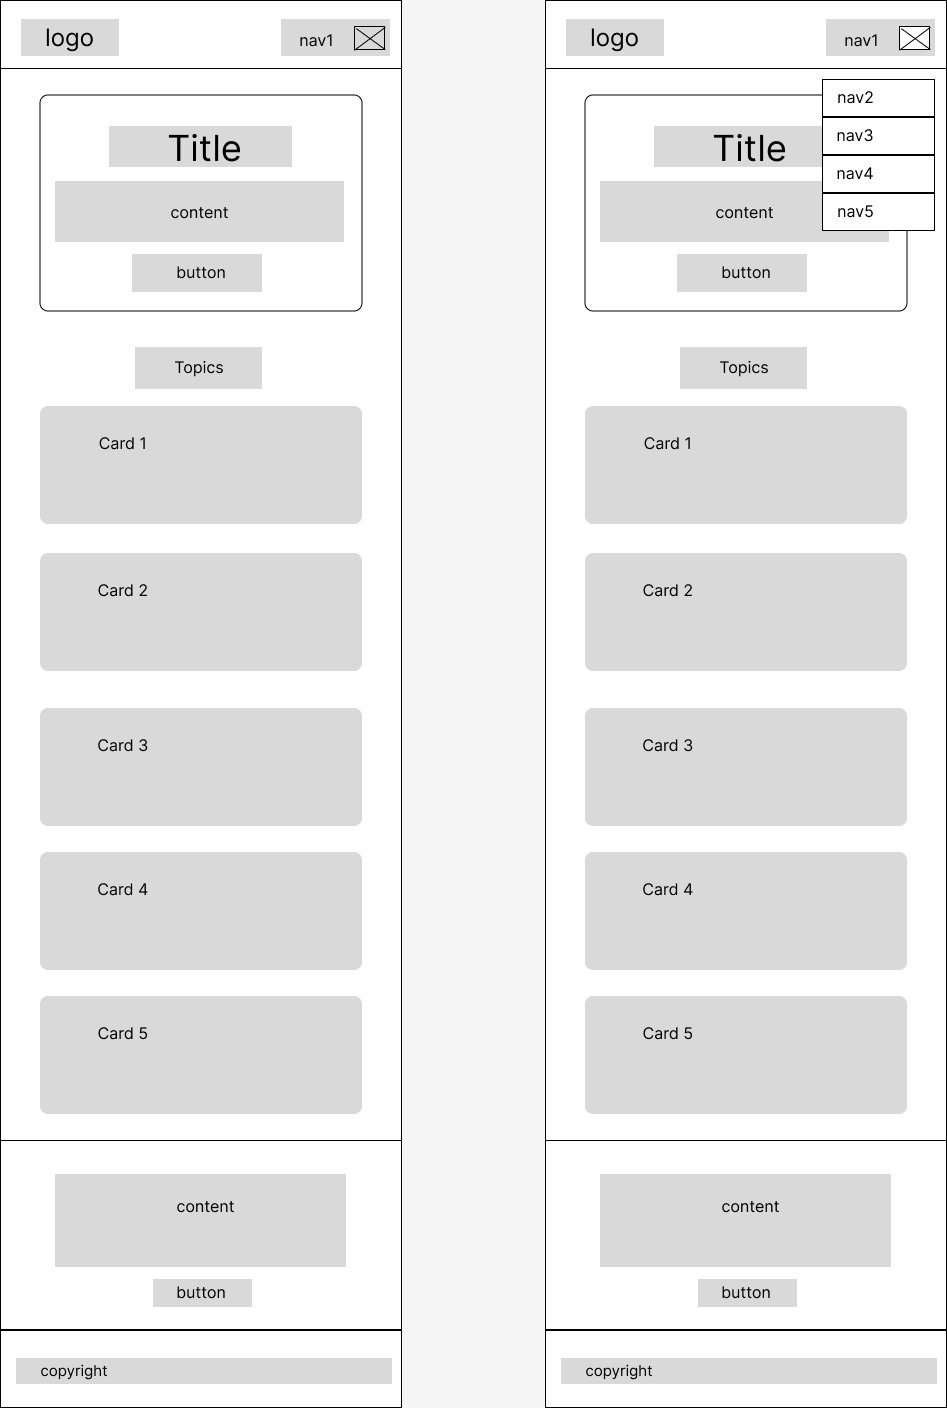 logo
nav1
Title
content
button
Topics
Card 1
Card 2
Card 3
Card 4
Card 5
content
button
copyright
logo
nav1
nav2
nav3
nav4
nav5
Title
content
button
Topics
Card 1
Card 2
Card 3
Card 4
Card 5
content
button
copyright